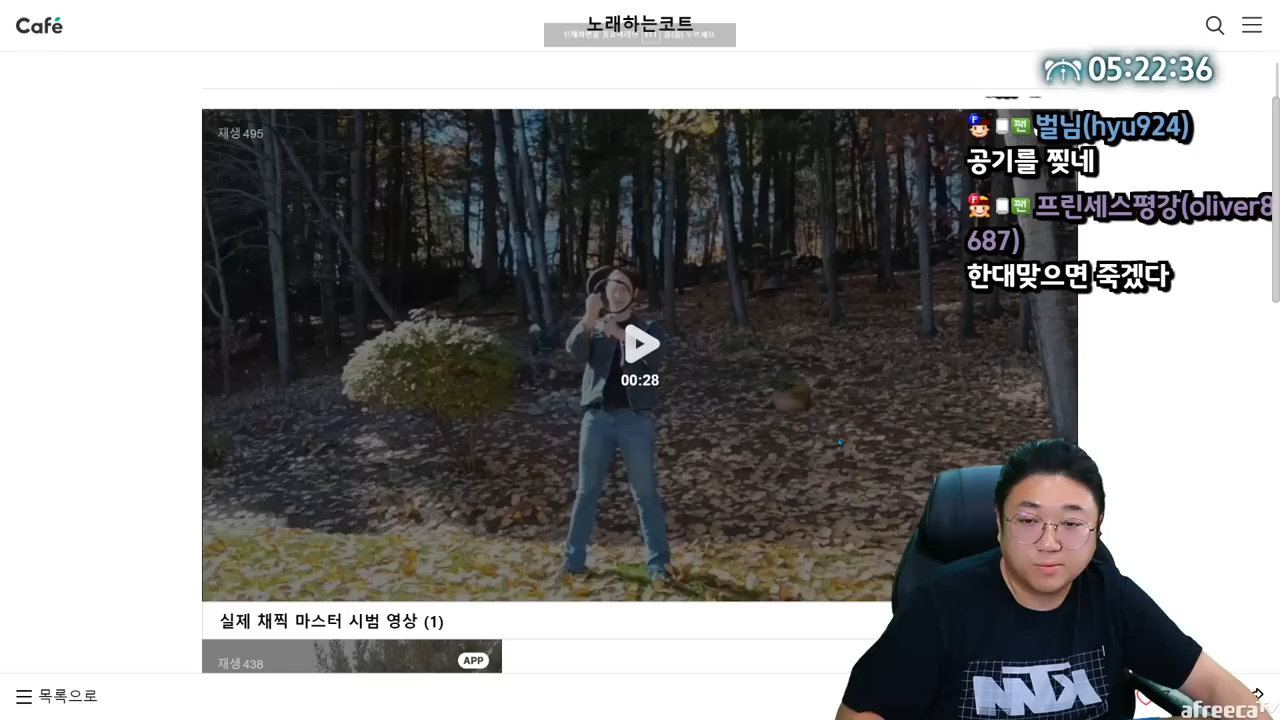 Café
노래하는코트
05:22:36
재생 495
팬 벌님(hyu924)
공기를 찢네
팬 프린세스평강(oliver8
687)
한대맞으면 죽겠다
00:28
실제 채찍 마스터 시범 영상 (1)
재생 438
APP
목록으로
afreecaTV